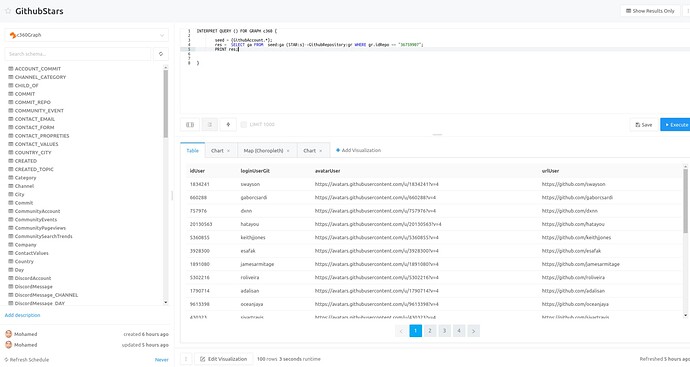 GithubStars
Show Results Only
c360Graph
Search schema...
ACCOUNT_COMMIT
CHANNEL_CATEGORY
CHILD_OF
COMMIT
COMMIT_REPO
COMMUNITY_EVENT
CONTACT_EMAIL
CONTACT_FORM
CONTACT_PROPRETIES
CONTACT_VALUES
COUNTRY_CITY
CREATED
CREATED_TOPIC
Category
Channel
City
Commit
CommunityAccount
CommunityEvents
CommunityPageviews
CommunitySearchTrends
Company
ContactValues
Country
Day
DiscordAccount
DiscordMessage
DiscordMessage_CHANNEL
DiscordMessage_DAY
Add description
Mohamed created 6 hours ago
Mohamed updated 5 hours ago
Refresh Schedule Never
1 INTERPRET QUERY () FOR GRAPH c360 {
2
3 seed = {GithubAccount.*};
4 res = SELECT ga FROM seed:ga-(STAR:s)-GithubRepository:gr WHERE gr.idRepo == "36759987";
5 PRINT res;
6
7
8 }
LIMIT 1000
Save
Execute
Table Chart × Map (Choropleth) × Chart × + Add Visualization
idUser loginUserGit avatarUser urlUser
1834241 swayson https://avatars.githubusercontent.com/u/1834241?v=4 https://github.com/swayson
660288 gaborcsardi https://avatars.githubusercontent.com/u/660288?v=4 https://github.com/gaborcsardi
757976 dvnn https://avatars.githubusercontent.com/u/757976?v=4 https://github.com/dvnn
20130563 hatayou https://avatars.githubusercontent.com/u/20130563?v=4 https://github.com/hatayou
5360855 keithjjones https://avatars.githubusercontent.com/u/5360855?v=4 https://github.com/keithjjones
3928300 esafak https://avatars.githubusercontent.com/u/3928300?v=4 https://github.com/esafak
1891080 jamesarmitage https://avatars.githubusercontent.com/u/1891080?v=4 https://github.com/jamesarmitage
5302216 roliveira https://avatars.githubusercontent.com/u/5302216?v=4 https://github.com/roliveira
1790714 adalisan https://avatars.githubusercontent.com/u/1790714?v=4 https://github.com/adalisan
9613598 oceanjaya https://avatars.githubusercontent.com/u/9613598?v=4 https://github.com/oceanjaya
< 1 2 3 4 >
Edit Visualization 100 rows 3 seconds runtime Refreshed 5 hours